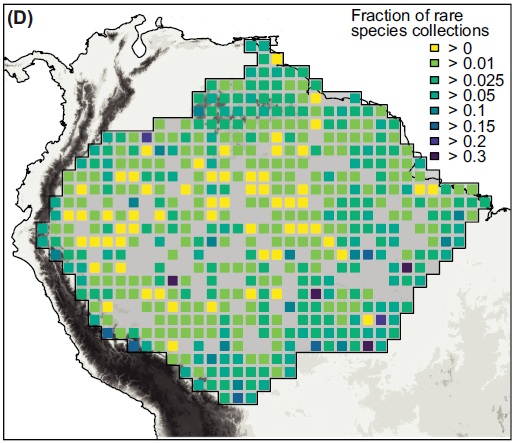 (D)
Fraction of rare
species collections
> 0
> 0.01
> 0.025
> 0.05
> 0.1
> 0.15
> 0.2
> 0.3